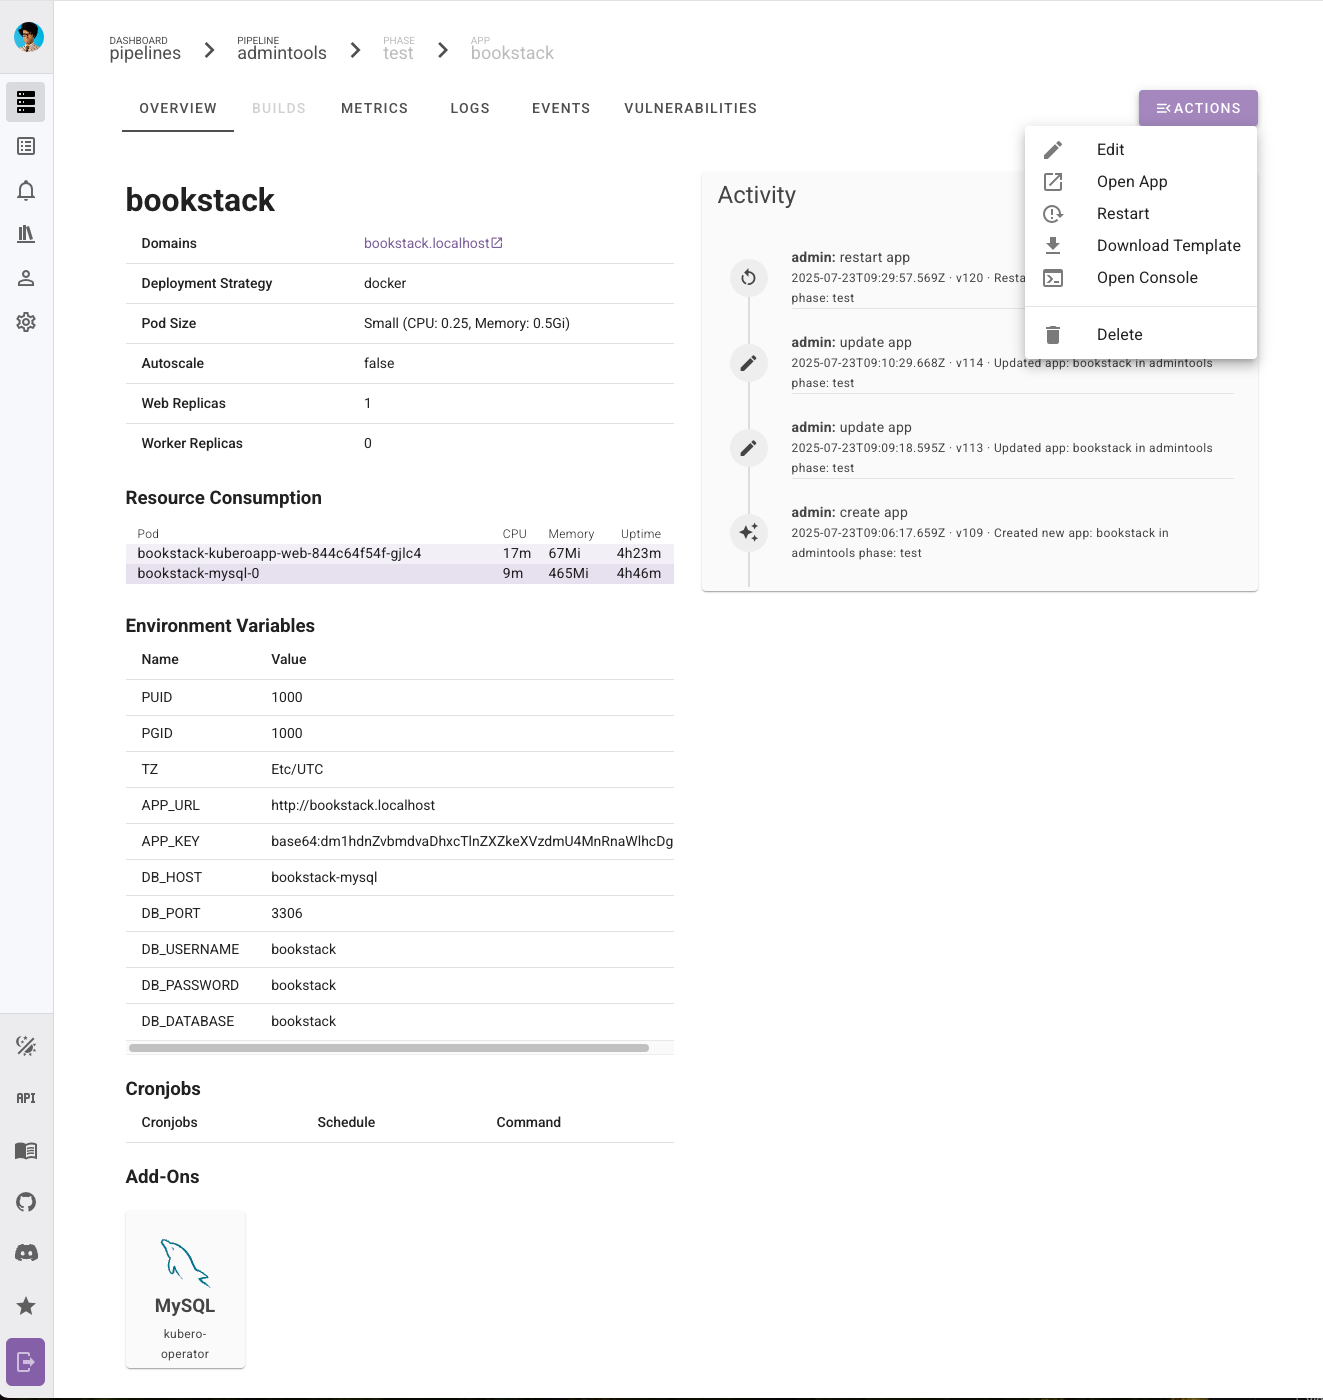 DASHBOARD
pipelines
PIPELINE
admintools
PHASE
test
APP
bookstack
OVERVIEW
BUILDS
METRICS
LOGS
EVENTS
VULNERABILITIES
ACTIONS
Edit
Open App
Restart
Download Template
Open Console
Delete
bookstack
Domains bookstack.localhost
Deployment Strategy docker
Pod Size Small (CPU: 0.25, Memory: 0.5Gi)
Autoscale false
Web Replicas 1
Worker Replicas 0
Resource Consumption
Pod CPU Memory Uptime
bookstack-kuberoapp-web-844c64f54f-gjlc4 17m 67Mi 4h23m
bookstack-mysql-0 9m 465Mi 4h46m
Environment Variables
Name Value
PUID 1000
PGID 1000
TZ Etc/UTC
APP_URL http://bookstack.localhost
APP_KEY base64:dm1hdnZvbmdvaDhxcTlnZXZkeXVzdmU4MnRnaWlhcDg
DB_HOST bookstack-mysql
DB_PORT 3306
DB_USERNAME bookstack
DB_PASSWORD bookstack
DB_DATABASE bookstack
Cronjobs
Cronjobs Schedule Command
Add-Ons
MySQL
kubero-
operator
Activity
admin: restart app
2025-07-23T09:29:57.569Z · v120 · Resta
phase: test
admin: update app
2025-07-23T09:10:29.668Z · v114 · Updated app: bookstack in admintools
phase: test
admin: update app
2025-07-23T09:09:18.595Z · v113 · Updated app: bookstack in admintools
phase: test
admin: create app
2025-07-23T09:06:17.659Z · v109 · Created new app: bookstack in
admintools phase: test
API